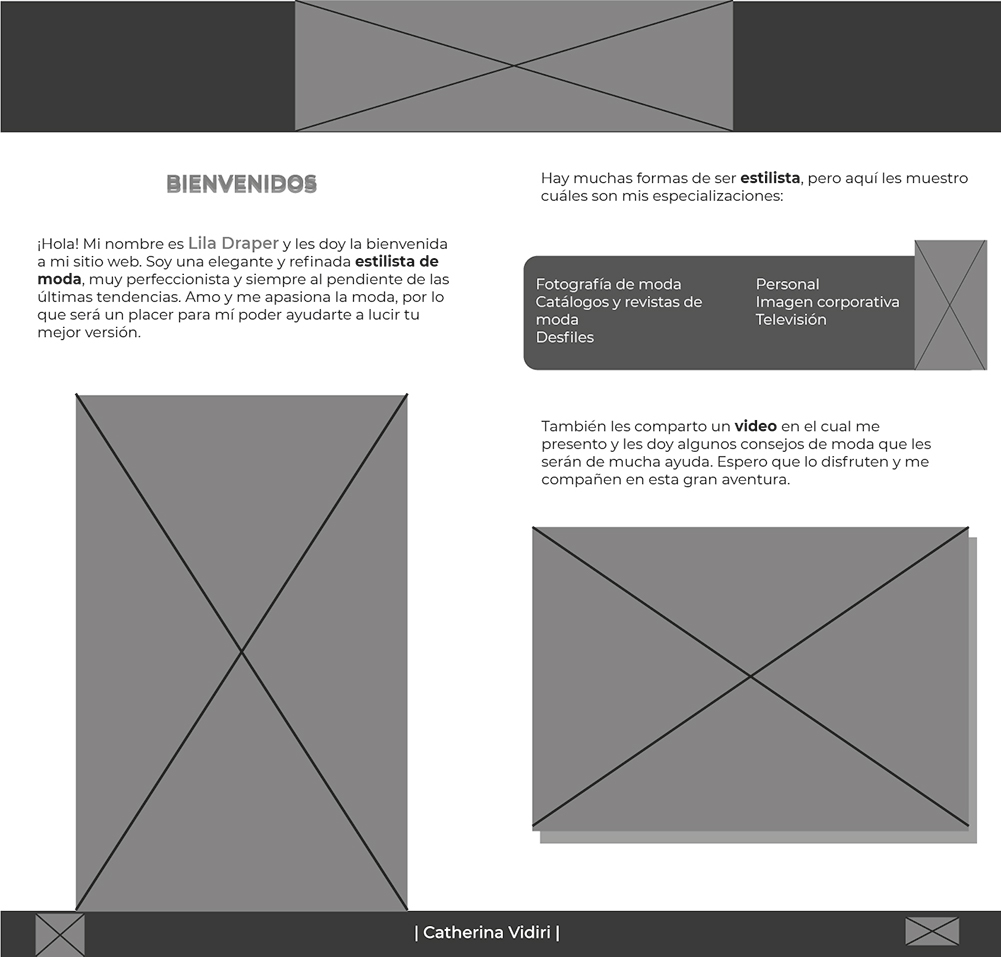 BIENVENIDOS
¡Hola! Mi nombre es Lila Draper y les doy la bienvenida
a mi sitio web. Soy una elegante y refinada estilista de
moda, muy perfeccionista y siempre al pendiente de las
últimas tendencias. Amo y me apasiona la moda, por lo
que será un placer para mí poder ayudarte a lucir tu
mejor versión.
Hay muchas formas de ser estilista, pero aquí les muestro
cuáles son mis especializaciones:
Fotografía de moda
Catálogos y revistas de
moda
Desfiles
Personal
Imagen corporativa
Televisión
También les comparto un video en el cual me
presento y les doy algunos consejos de moda que les
serán de mucha ayuda. Espero que lo disfruten y me
compañen en esta gran aventura.
| Catherina Vidiri |